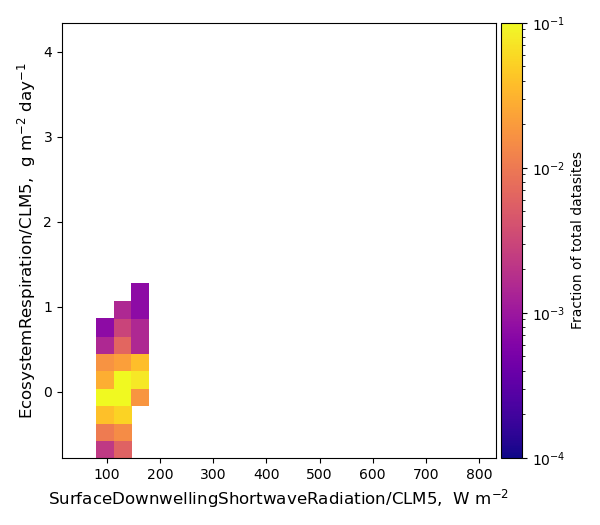 4
3
2
1
0
100 200 300 400 500 600 700 800
EcosystemRespiration/CLM5, g m⁻² day⁻¹
SurfaceDownwellingShortwaveRadiation/CLM5, W m⁻²
10⁻¹
10⁻²
10⁻³
10⁻⁴
Fraction of total datasites